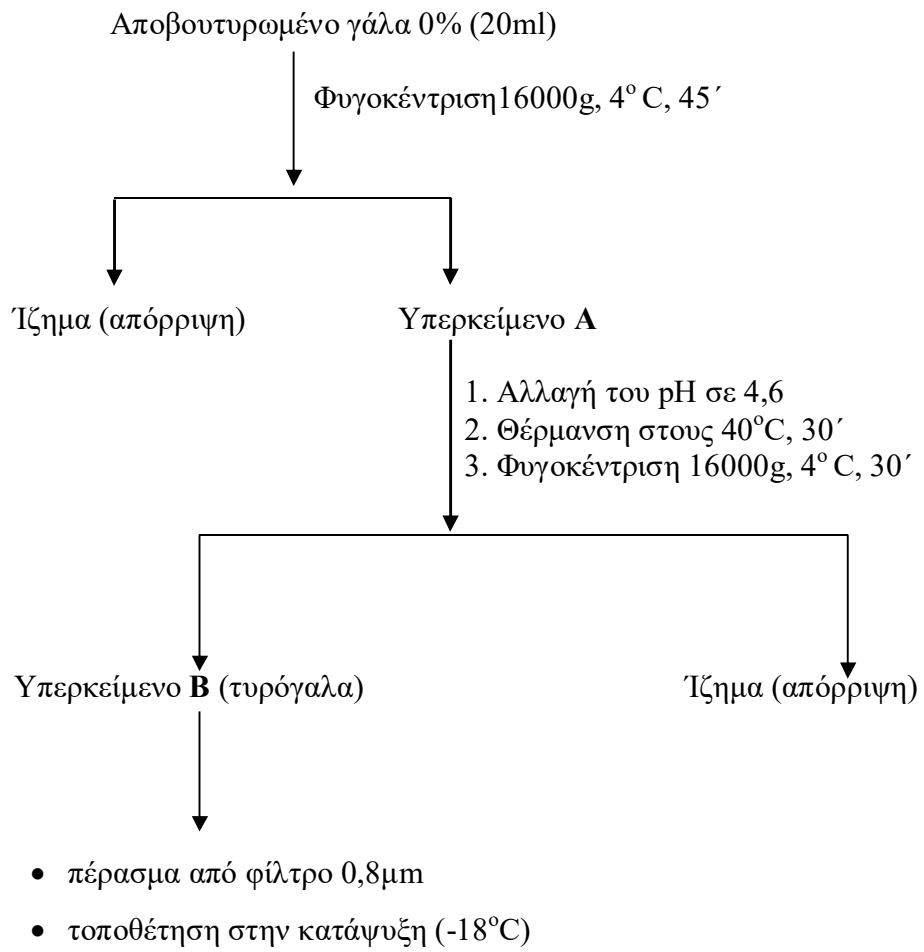 Αποβουτυρωμένο γάλα 0% (20ml)
Φυγοκέντριση16000g, 4° C, 45΄
Ίζημα (απόρριψη)
Υπερκείμενο A
1. Αλλαγή του pH σε 4,6
2. Θέρμανση στους 40°C, 30΄
3. Φυγοκέντριση 16000g, 4° C, 30΄
Υπερκείμενο B (τυρόγαλα)
Ίζημα (απόρριψη)
• πέρασμα από φίλτρο 0,8μm
• τοποθέτηση στην κατάψυξη (-18°C)